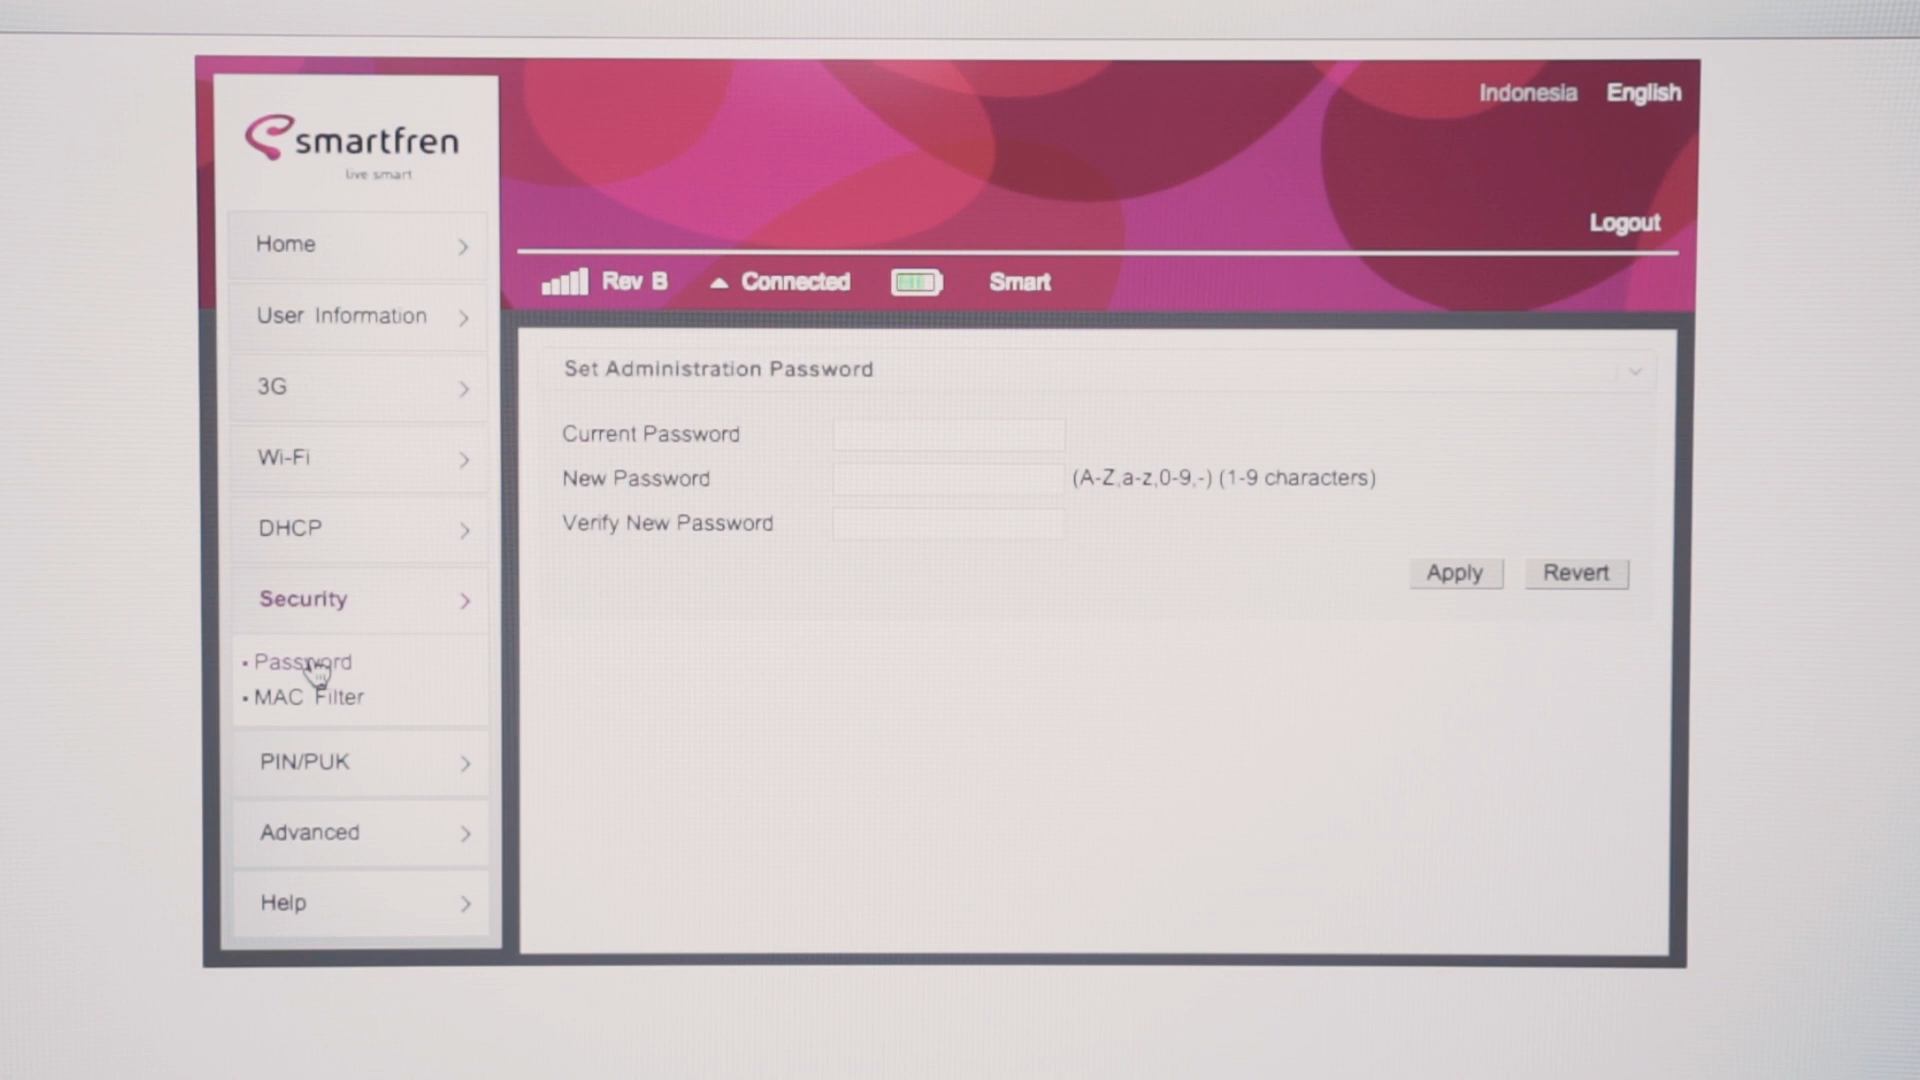 Indonesia English
smartfren
live smart
Logout
Rev B Connected Smart
Home
User Information
3G
Wi-Fi
DHCP
Security
Password
MAC Filter
PIN/PUK
Advanced
Help
Set Administration Password
Current Password
New Password (A-Z,a-z,0-9,-) (1-9 characters)
Verify New Password
Apply Revert